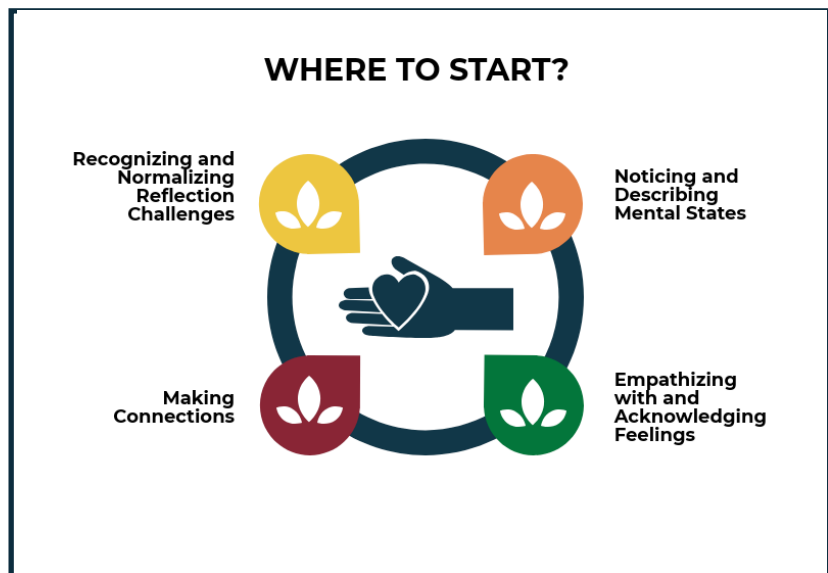 WHERE TO START?
Recognizing and
Normalizing
Reflection
Challenges
Noticing and
Describing
Mental States
Making
Connections
Empathizing
with and
Acknowledging
Feelings